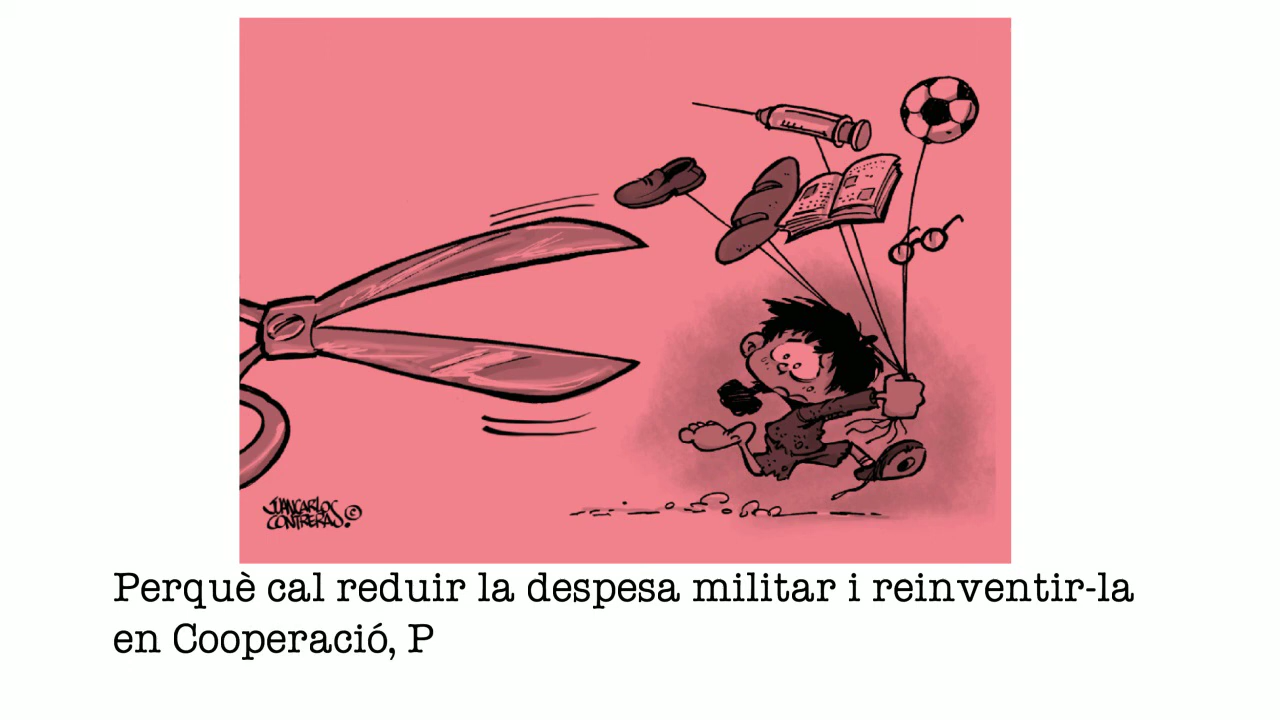 JUANCARLOS
CONTRERAS. ©
Perquè cal reduir la despesa militar i reinventir-la
en Cooperació, P